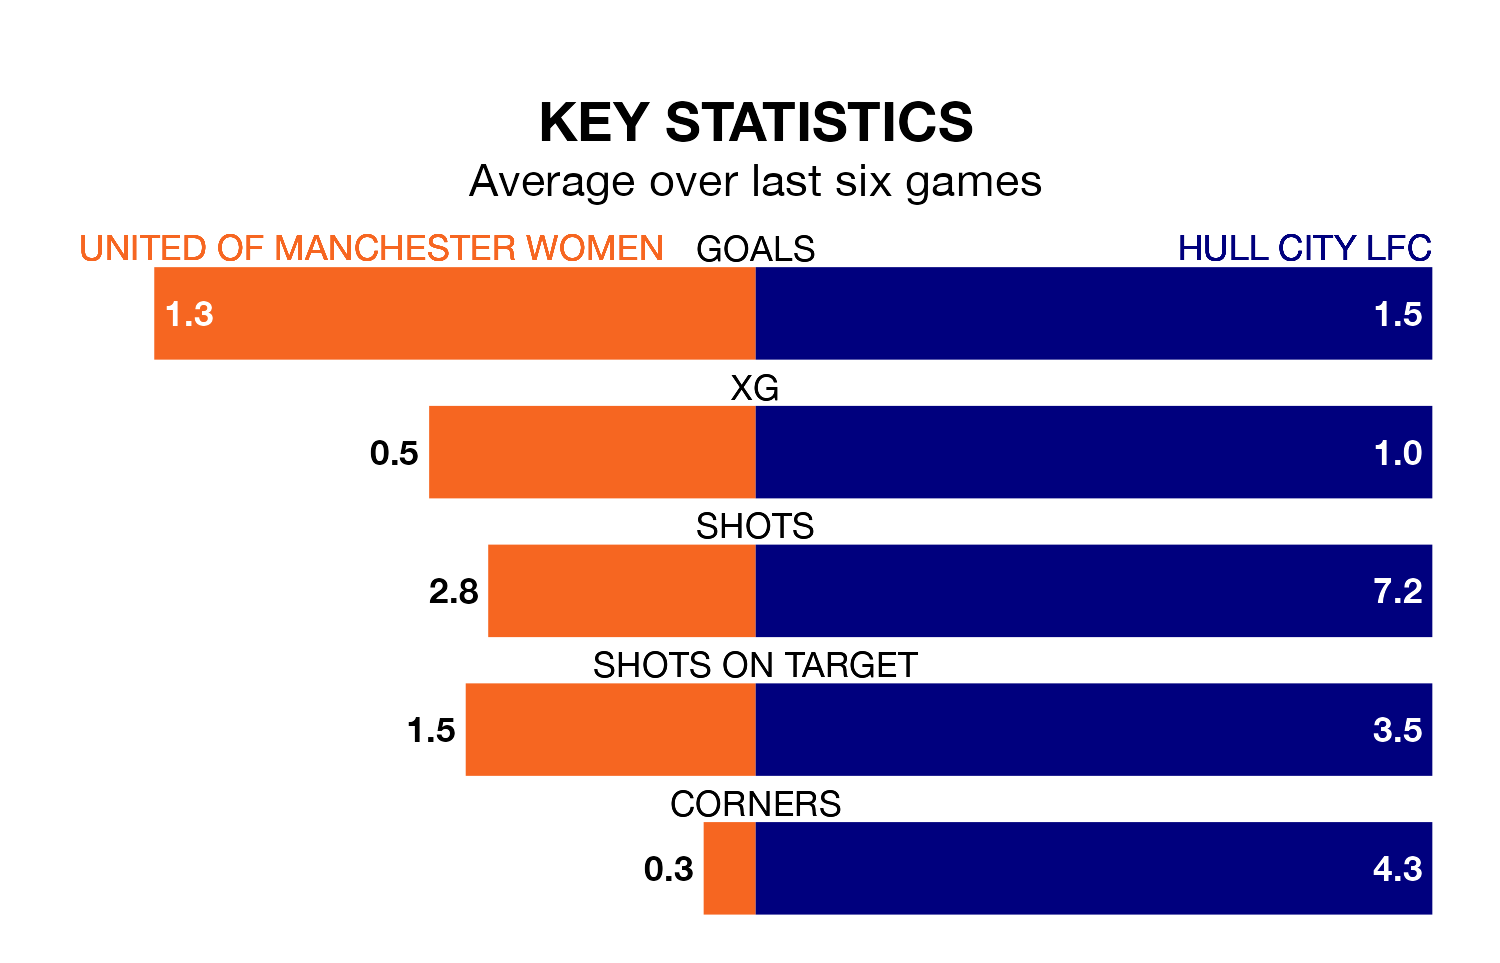 KEY STATISTICS
Average over last six games
UNITED OF MANCHESTER WOMEN GOALS HULL CITY LFC
1.3 1.5
XG
0.5 1.0
SHOTS
2.8 7.2
SHOTS ON TARGET
1.5 3.5
CORNERS
0.3 4.3